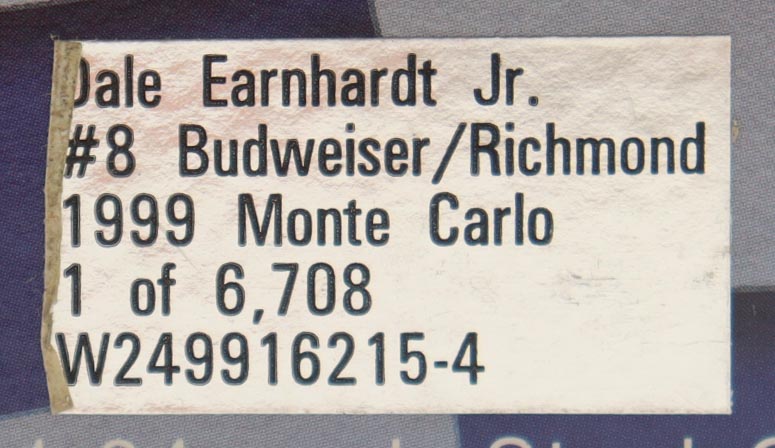 Dale Earnhardt Jr.
#8 Budweiser/Richmond
1999 Monte Carlo
1 of 6,708
W249916215-4